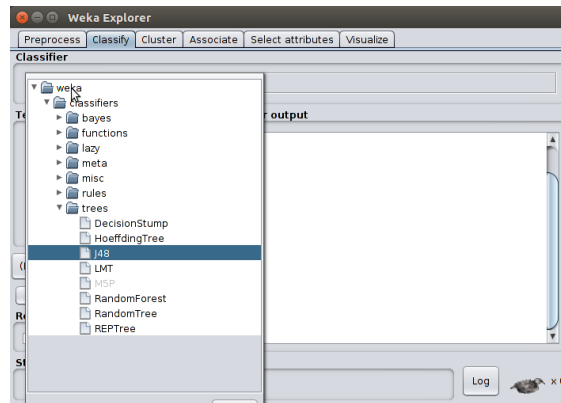 Weka Explorer
Preprocess Classify Cluster Associate Select attributes Visualize
Classifier
weka
classifiers
bayes
functions
lazy
meta
misc
rules
trees
DecisionStump
HoeffdingTree
J48
LMT
M5P
RandomForest
RandomTree
REPTree
output
Log
x